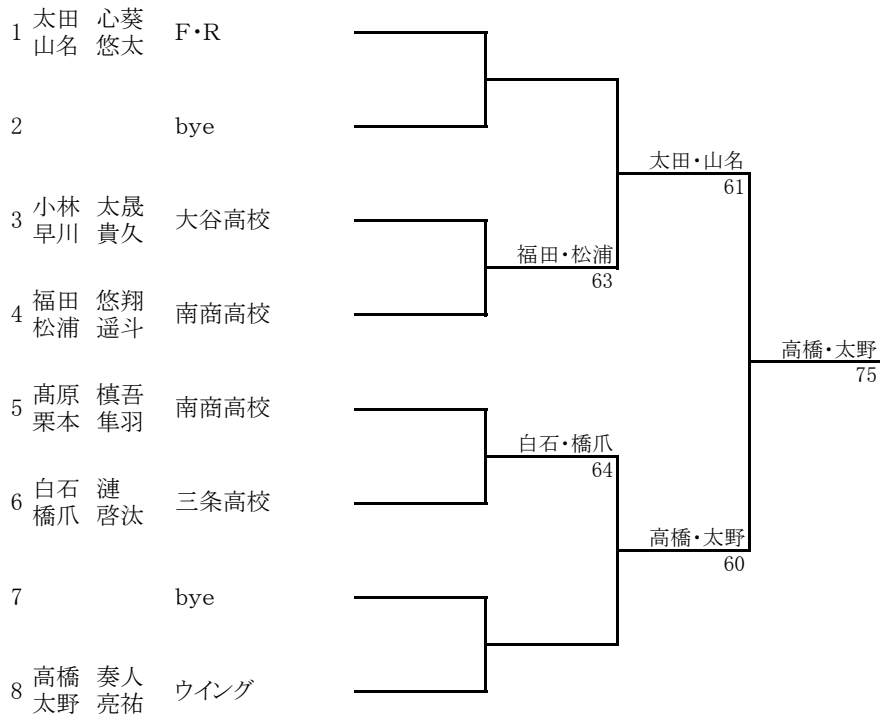 1 太田 心葵 F・R
山名 悠太
2 bye
太田・山名
61
3 小林 太晟 大谷高校
早川 貴久
福田・松浦
63
4 福田 悠翔 南商高校
松浦 遥斗
高橋・太野
75
5 髙原 槙吾 南商高校
栗本 隼羽
白石・橋爪
64
6 白石 漣 三条高校
橋爪 啓汰
高橋・太野
60
7 bye
8 高橋 奏人 ウイング
太野 亮祐